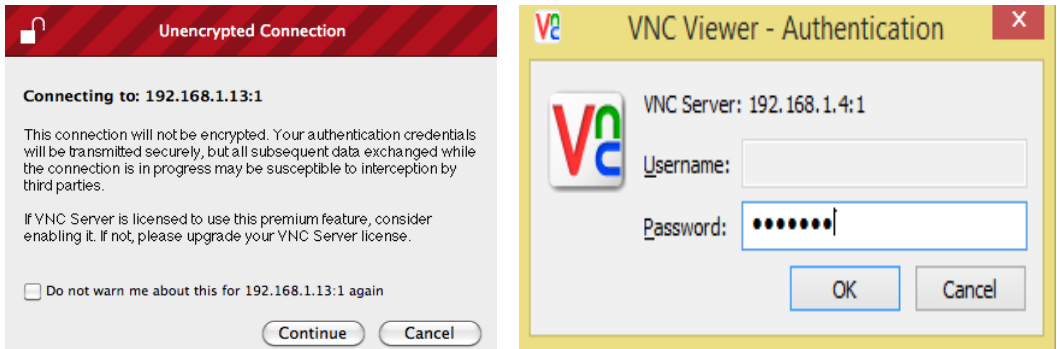 Unencrypted Connection
Connecting to: 192.168.1.13:1
This connection will not be encrypted. Your authentication credentials
will be transmitted securely, but all subsequent data exchanged while
the connection is in progress may be susceptible to interception by
third parties.
If VNC Server is licensed to use this premium feature, consider
enabling it. If not, please upgrade your VNC Server license.
Do not warn me about this for 192.168.1.13:1 again
Continue Cancel
VNC Viewer - Authentication
VNC Server: 192.168.1.4:1
Username:
Password: •••••••
OK Cancel